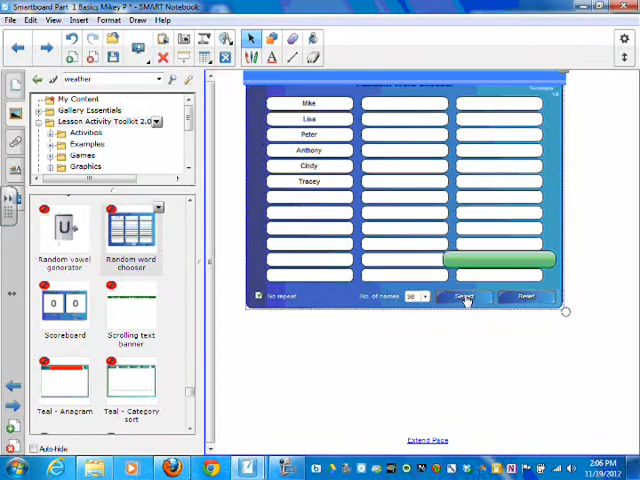 Smartboard Part 1 Basics Mikey P * - SMART Notebook
File Edit View Insert Format Draw Help
weather
My Content
Gallery Essentials
Lesson Activity Toolkit 2.0
Activities
Examples
Games
Graphics
Random vowel generator
Random word chooser
Scoreboard
Scrolling text banner
Teal - Anagram
Teal - Category sort
Auto-hide
Mike
Lisa
Peter
Anthony
Cindy
Tracey
No repeat
No. of names
Select
Reset
Extend Page
2:06 PM
11/19/2012